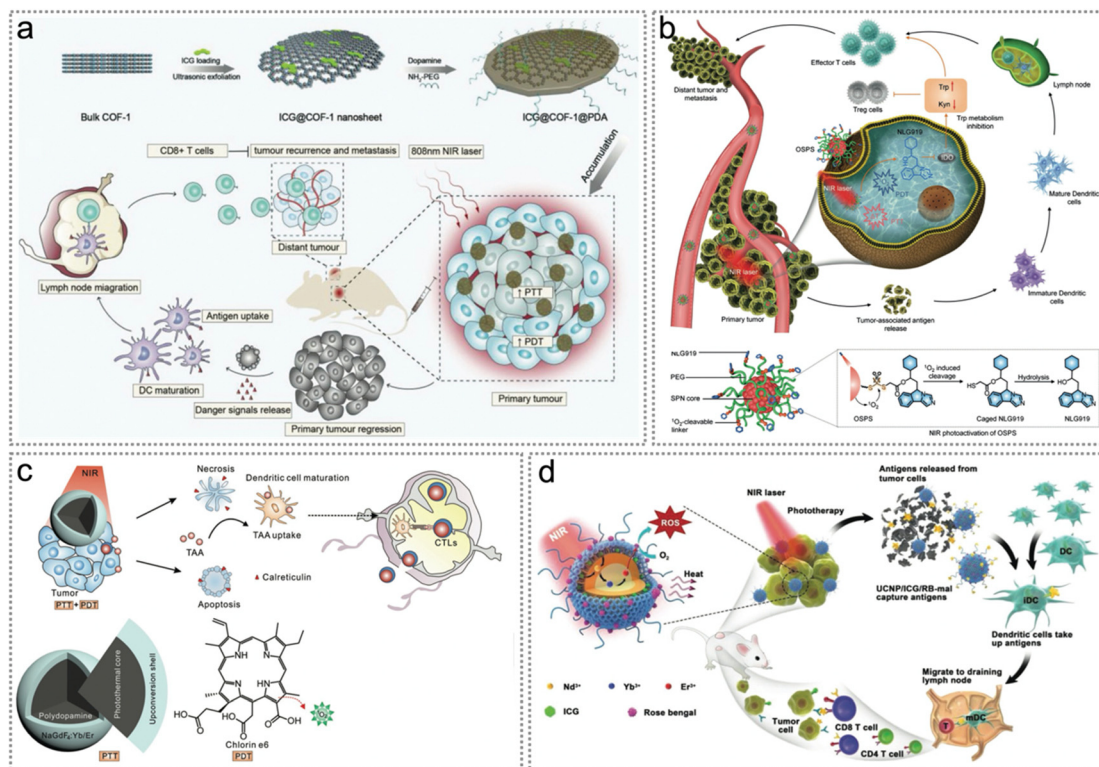 a
ICG loading
Ultrasonic exfoliation
Dopamine
NH₂-PEG
Bulk COF-1
ICG@COF-1 nanosheet
ICG@COF-1@PDA
Accumulation
CD8+ T cells
tumour recurrence and metastasis
808nm NIR laser
Distant tumour
Lymph node miagration
Antigen uptake
DC maturation
Danger signals release
Primary tumour regression
↑ PTT
↑ PDT
Primary tumour
b
Distant tumor and
metastasis
Effector T cells
Treg cells
Trp ↑
Kyn ↓
Trp metabolism
inhibition
Lymph node
OSPS
NIR laser
NLG919
IDO
PDT
Mature Dendritic
cells
NIR laser
Immature Dendritic
cells
Primary tumor
Tumor-associated antigen
release
NLG919
PEG
SPN core
¹O₂-cleavable
linker
¹O₂
OSPS
¹O₂ induced
cleavage
Caged NLG919
Hydrolysis
NLG919
NIR photoactivation of OSPS
c
NIR
Necrosis
Dendritic cell maturation
TAA
TAA uptake
CTLs
Calreticulin
Tumor
PTT+PDT
Apoptosis
Polydopamine
NaGdF₄:Yb/Er
Photothermal core
Upconversion shell
PTT
NH
N
N
HN
HO
O
HO
O
O
OH
Chlorin e6
PDT
d
NIR
ROS
O₂
Heat
NIR laser
Phototherapy
Antigens released from
tumor cells
UCNP/ICG/RB-mal
capture antigens
DC
iDC
Dendritic cells take
up antigens
Migrate to draining
lymph node
T
mDC
Nd³⁺
Yb³⁺
Er³⁺
ICG
Rose bengal
Tumor
cell
CD8 T cell
CD4 T cell